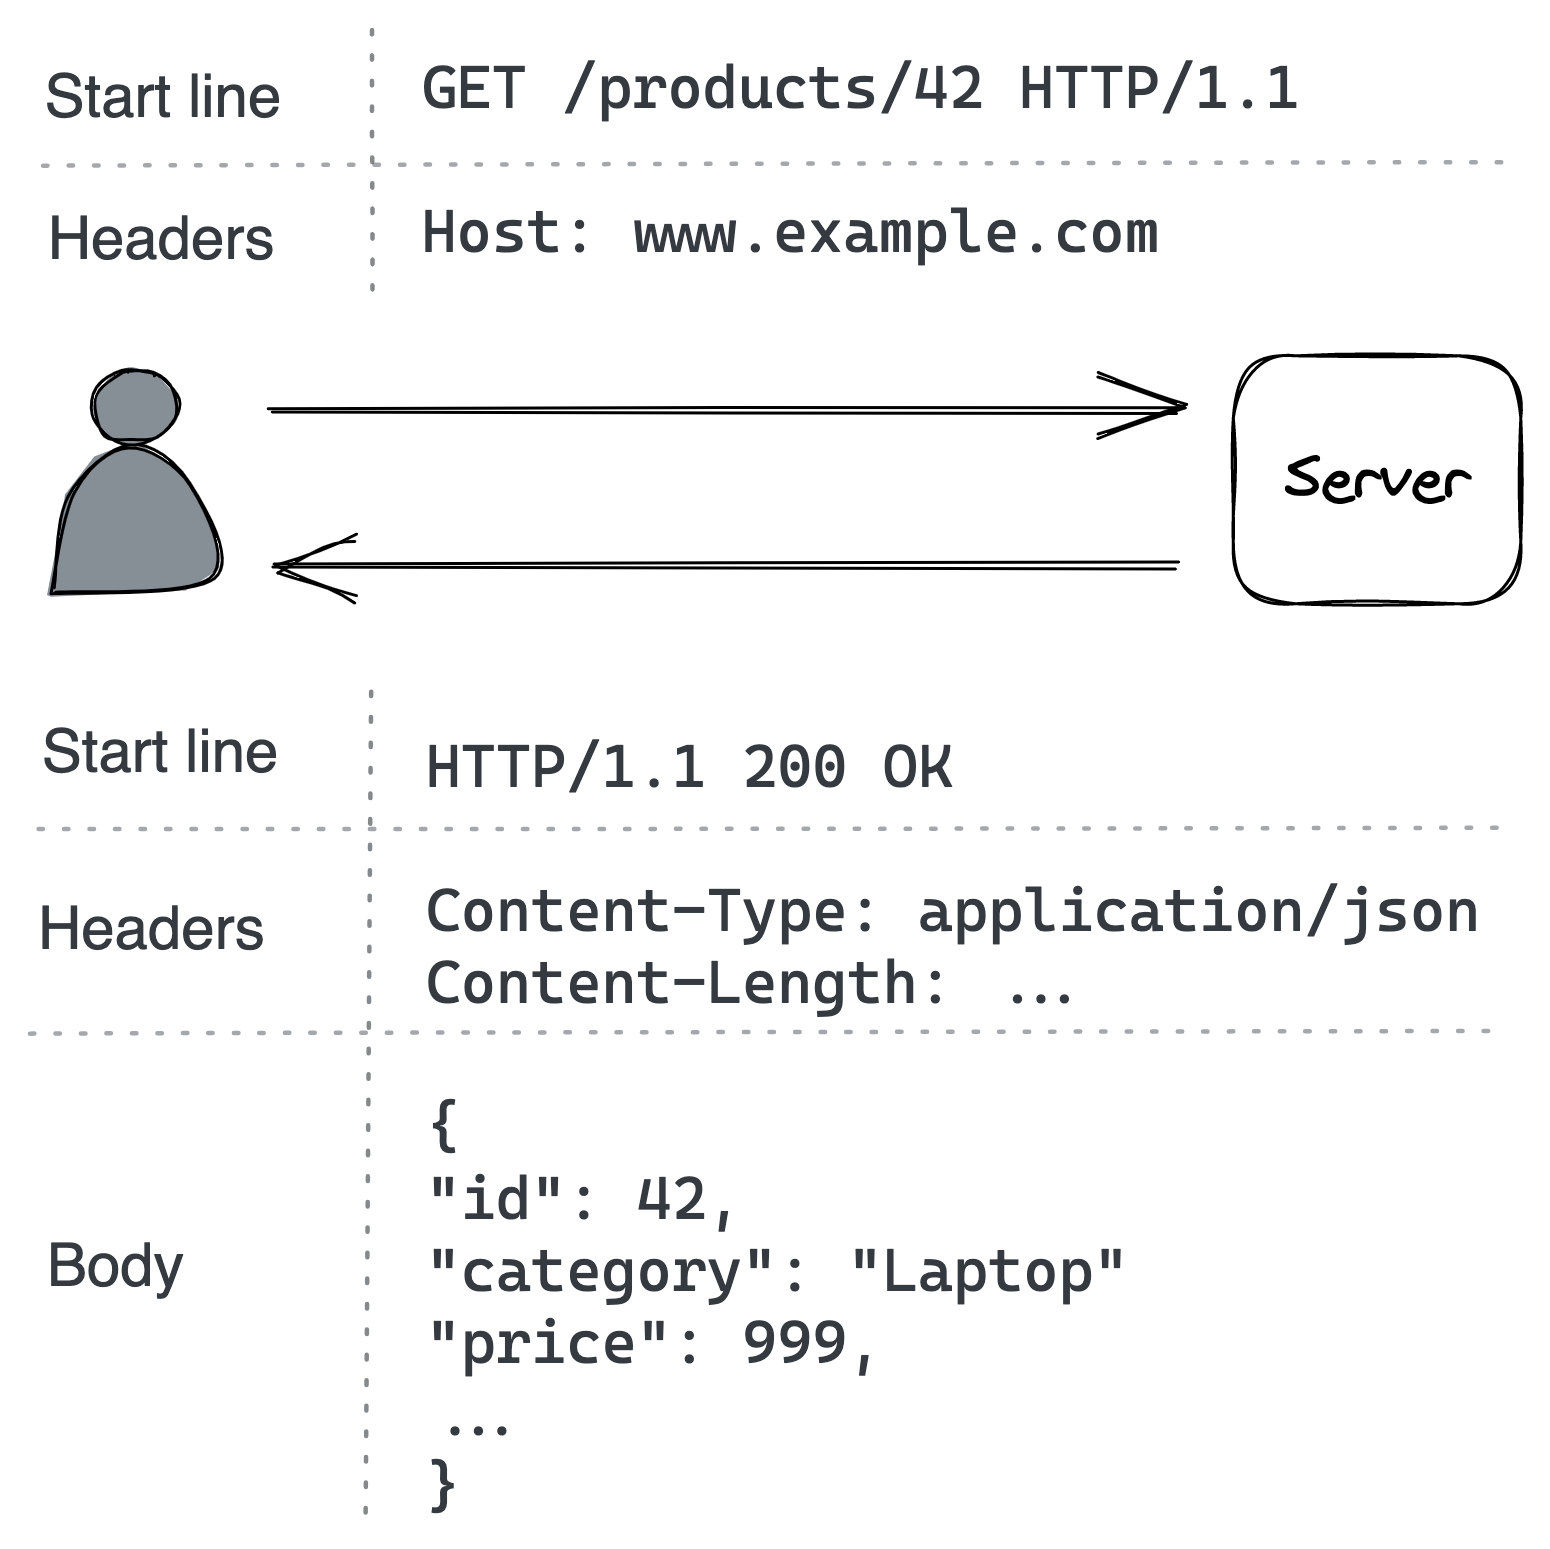 Start line
GET /products/42 HTTP/1.1
Headers
Host: www.example.com
Server
Start line
HTTP/1.1 200 OK
Headers
Content-Type: application/json
Content-Length: ...
Body
{
"id": 42,
"category": "Laptop"
"price": 999,
...
}